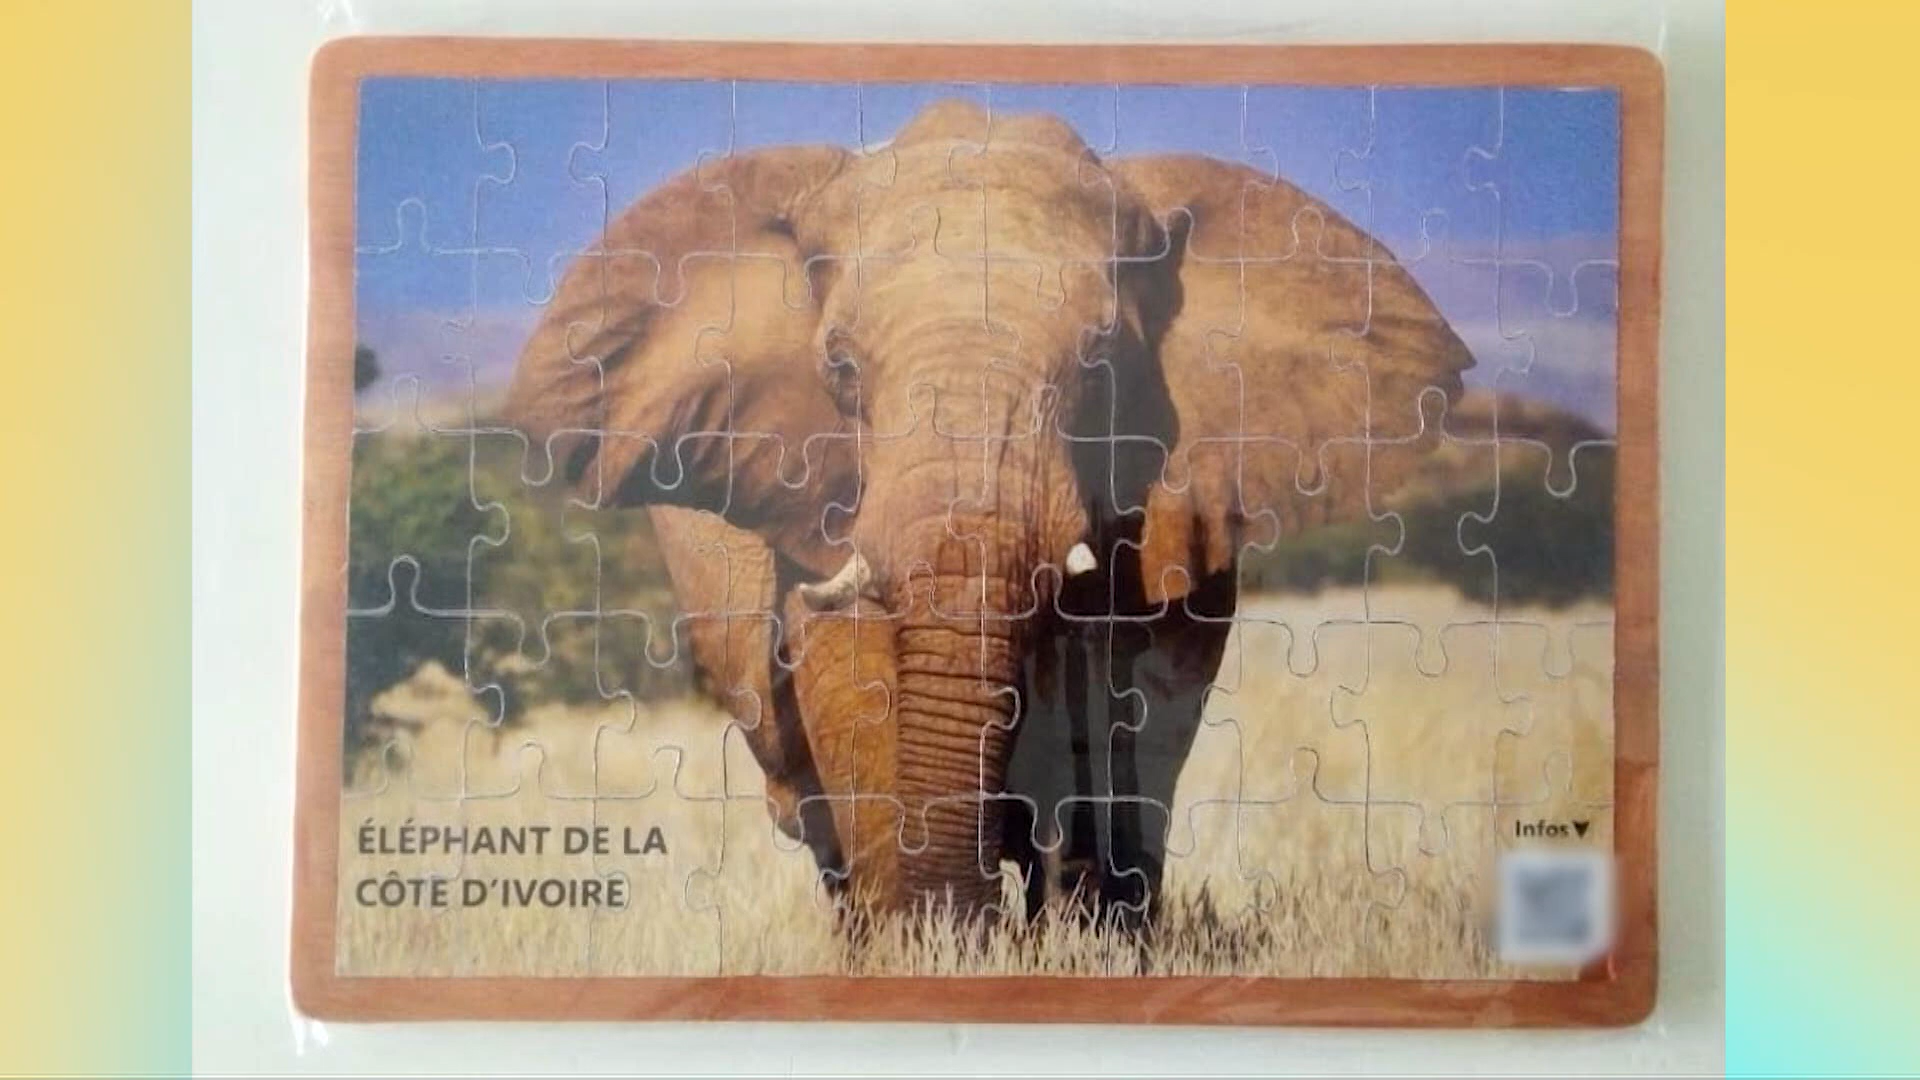 ÉLÉPHANT DE LA
CÔTE D'IVOIRE
Infos▼